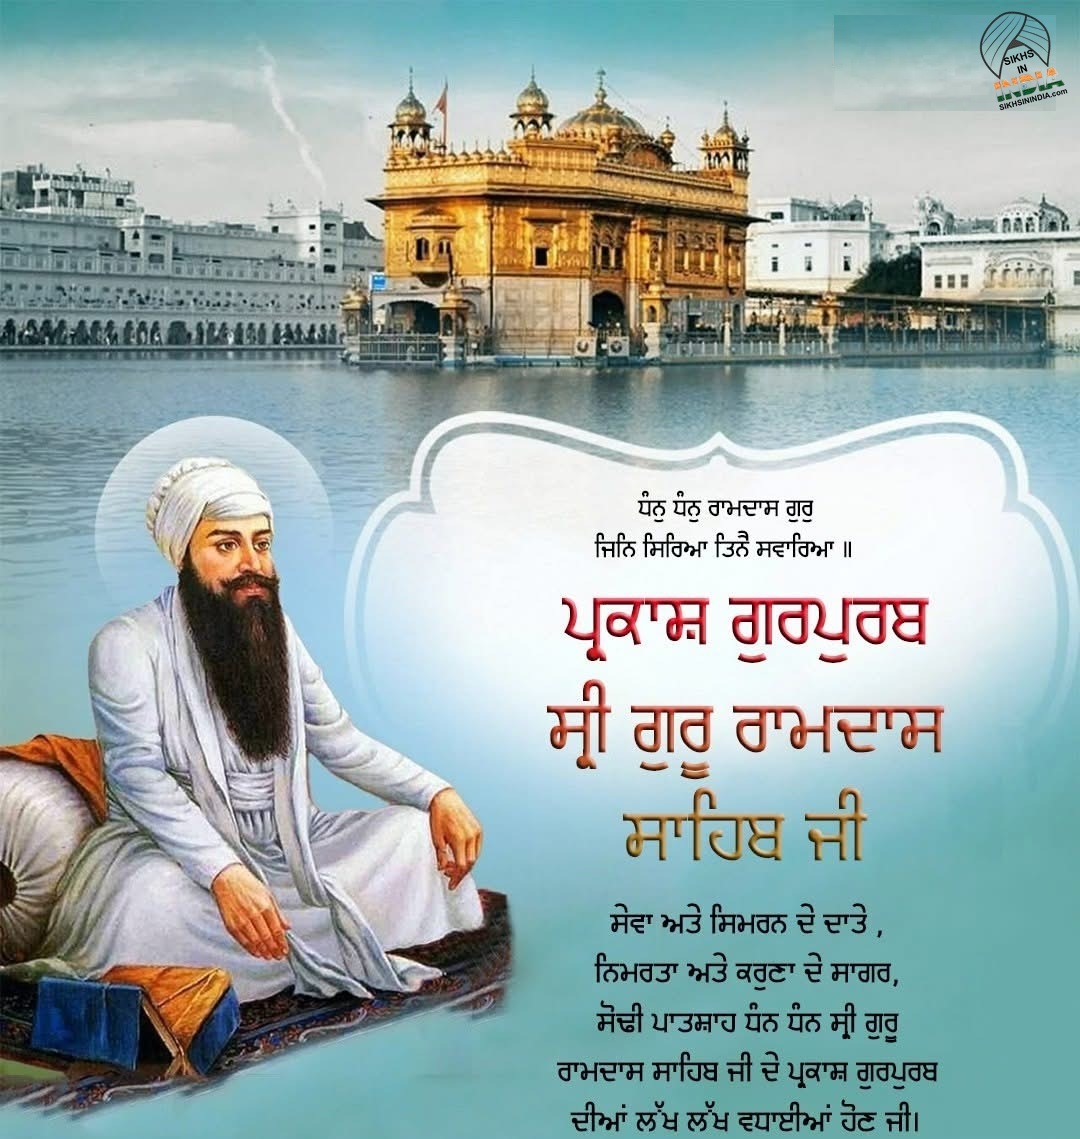 SIKHS
IN
INDIA
SIKHSININDIA.com
ਧੰਨੁ ਧੰਨੁ ਰਾਮਦਾਸ ਗੁਰੁ
ਜਿਨਿ ਸਿਰਿਆ ਤਿਨੈ ਸਵਾਰਿਆ ॥
ਪ੍ਰਕਾਸ਼ ਗੁਰਪੁਰਬ
ਸ੍ਰੀ ਗੁਰੂ ਰਾਮਦਾਸ
ਸਾਹਿਬ ਜੀ
ਸੇਵਾ ਅਤੇ ਸਿਮਰਨ ਦੇ ਦਾਤੇ ,
ਨਿਮਰਤਾ ਅਤੇ ਕਰੁਣਾ ਦੇ ਸਾਗਰ,
ਸੋਢੀ ਪਾਤਸ਼ਾਹ ਧੰਨ ਧੰਨ ਸ੍ਰੀ ਗੁਰੂ
ਰਾਮਦਾਸ ਸਾਹਿਬ ਜੀ ਦੇ ਪ੍ਰਕਾਸ਼ ਗੁਰਪੁਰਬ
ਦੀਆਂ ਲੱਖ ਲੱਖ ਵਧਾਈਆਂ ਹੋਣ ਜੀ।